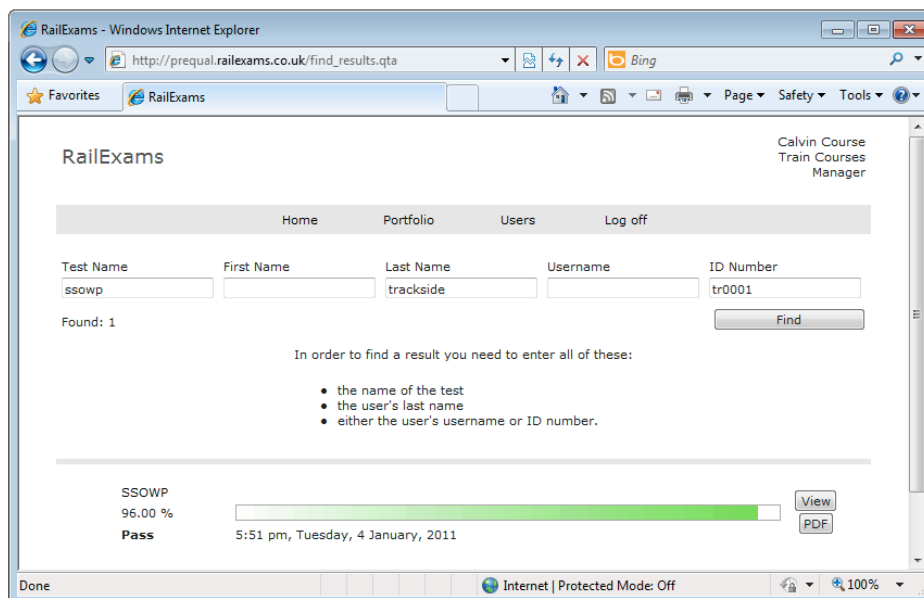 RailExams - Windows Internet Explorer
http://prequal.railexams.co.uk/find_results.qta
Bing
Favorites
RailExams
Page
Safety
Tools
RailExams
Calvin Course
Train Courses
Manager
Home
Portfolio
Users
Log off
Test Name
First Name
Last Name
Username
ID Number
ssowp
trackside
tr0001
Found: 1
Find
In order to find a result you need to enter all of these:
• the name of the test
• the user's last name
• either the user's username or ID number.
SSOWP
96.00 %
View
Pass
5:51 pm, Tuesday, 4 January, 2011
PDF
Done
Internet | Protected Mode: Off
100%